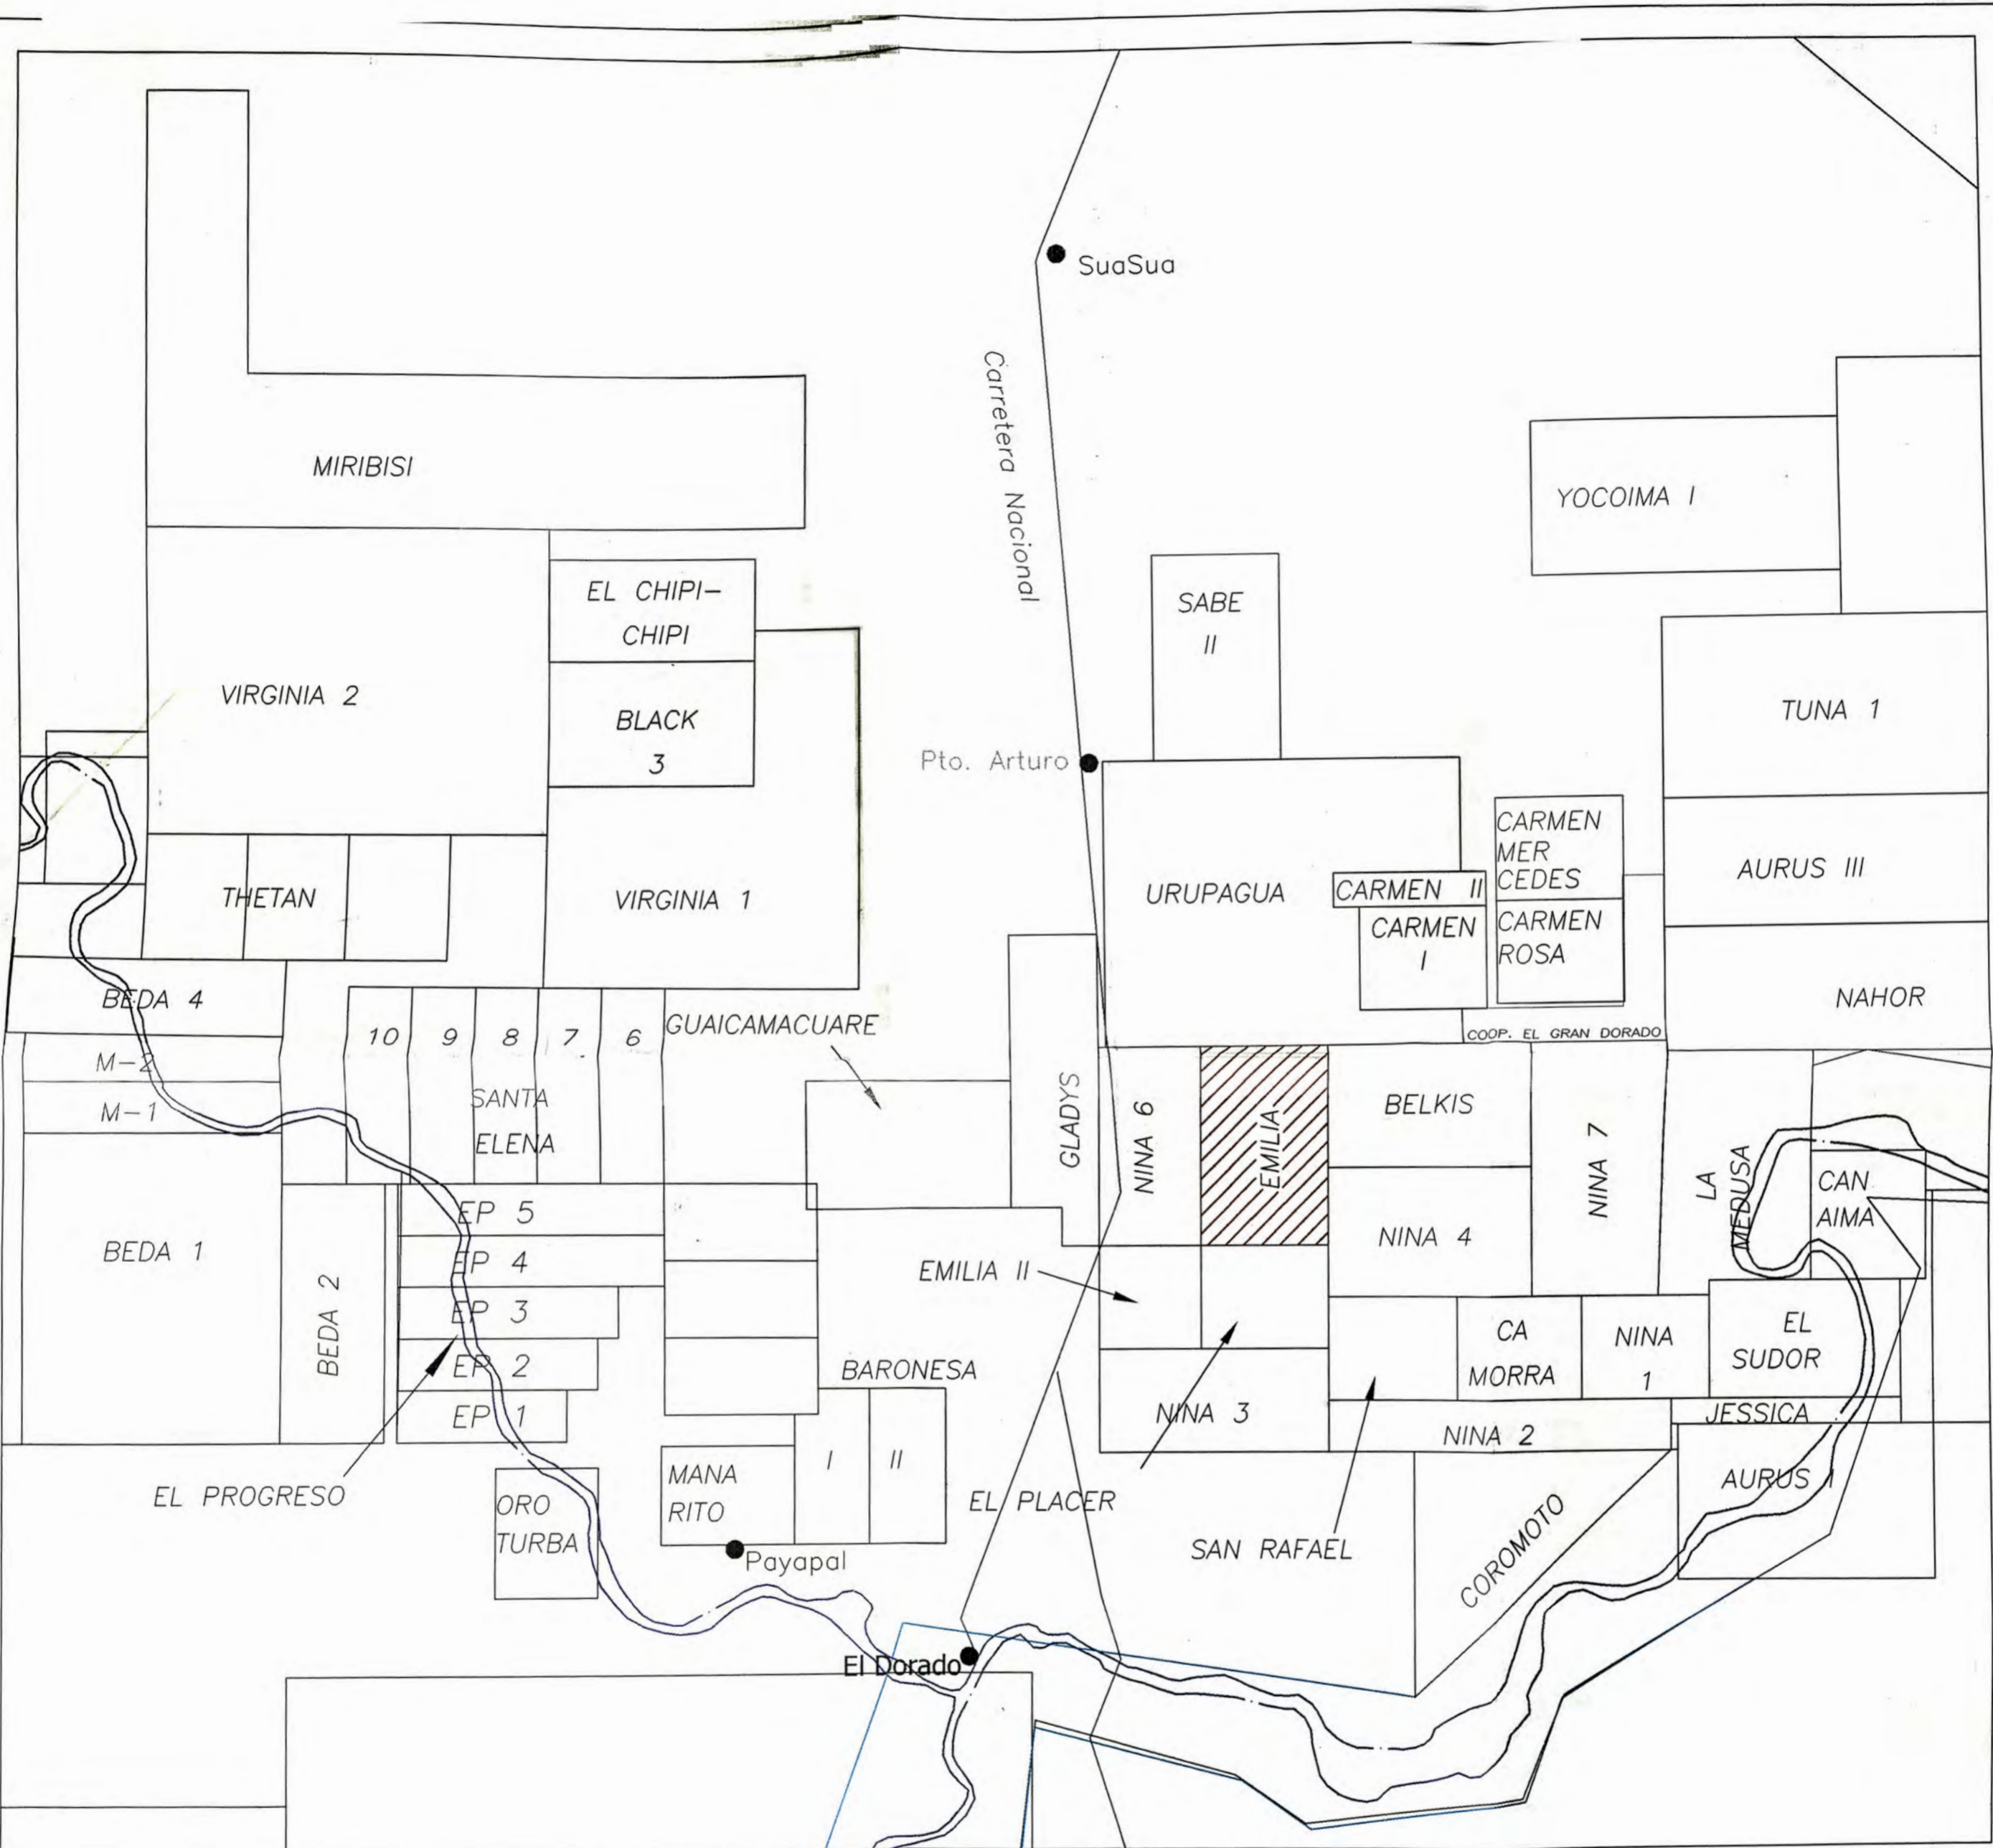 SuaSua
Carretera Nacional
MIRIBISI
YOCOIMA I
EL CHIPI-
CHIPI
SABE
II
VIRGINIA 2
BLACK
3
TUNA 1
Pto. Arturo
CARMEN
MER
CEDES
THETAN
VIRGINIA 1
URUPAGUA
CARMEN II
AURUS III
CARMEN
I
CARMEN
ROSA
BEDA 4
NAHOR
GUAICAMACUARE
10
9
8
7
6
COOP. EL GRAN DORADO
M-2
M-1
SANTA
ELENA
GLADYS
NINA 6
EMILIA
BELKIS
NINA 7
LA
MEDUSA
CAN
AIMA
EP 5
BEDA 1
EP 4
NINA 4
EMILIA II
BEDA 2
EP 3
CA
MORRA
NINA
1
EL
SUDOR
EP 2
BARONESA
EP 1
NINA 3
NINA 2
JESSICA
I
II
MANA
RITO
AURUS I
EL PROGRESO
ORO
TURBA
EL PLACER
SAN RAFAEL
COROMOTO
Payapal
El Dorado